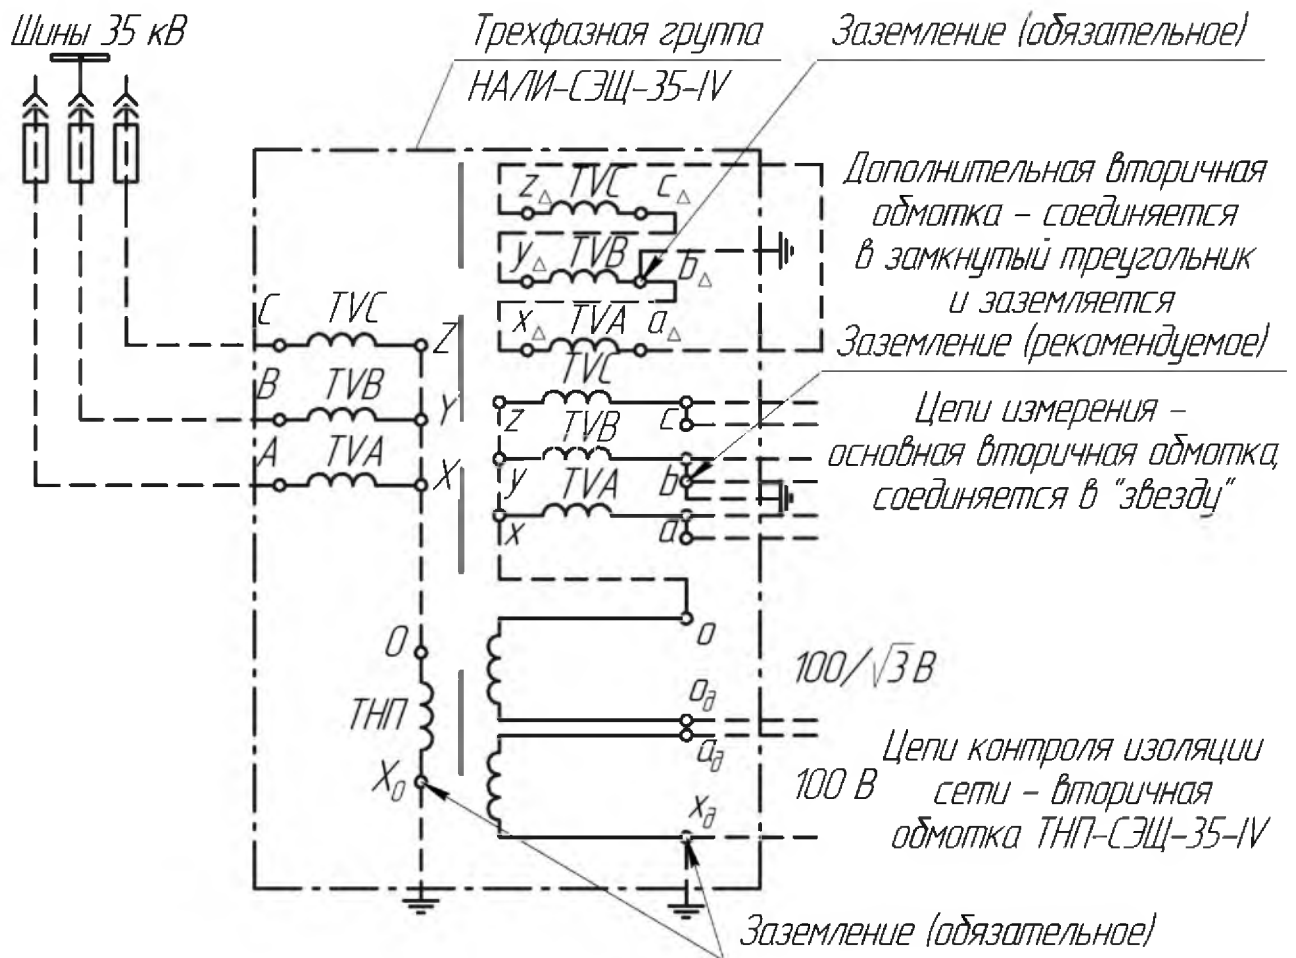 Шины 35 кВ
Трехфазная группа
НАЛИ-СЭЩ-35-IV
Заземление (обязательное)
z△ TVC c△
y△ TVB b△
x△ TVA a△
Дополнительная вторичная
обмотка - соединяется
в замкнутый треугольник
и заземляется
Заземление (рекомендуемое)
C TVC Z
B TVB Y
A TVA X
TVC
z c
TVB
y b
TVA
x a
Цепи измерения -
основная вторичная обмотка,
соединяется в "звезду"
O
ТНП
X₀
o
100/√3 В
oд
aд
100 В
xд
Цепи контроля изоляции
сети - вторичная
обмотка ТНП-СЭЩ-35-IV
Заземление (обязательное)